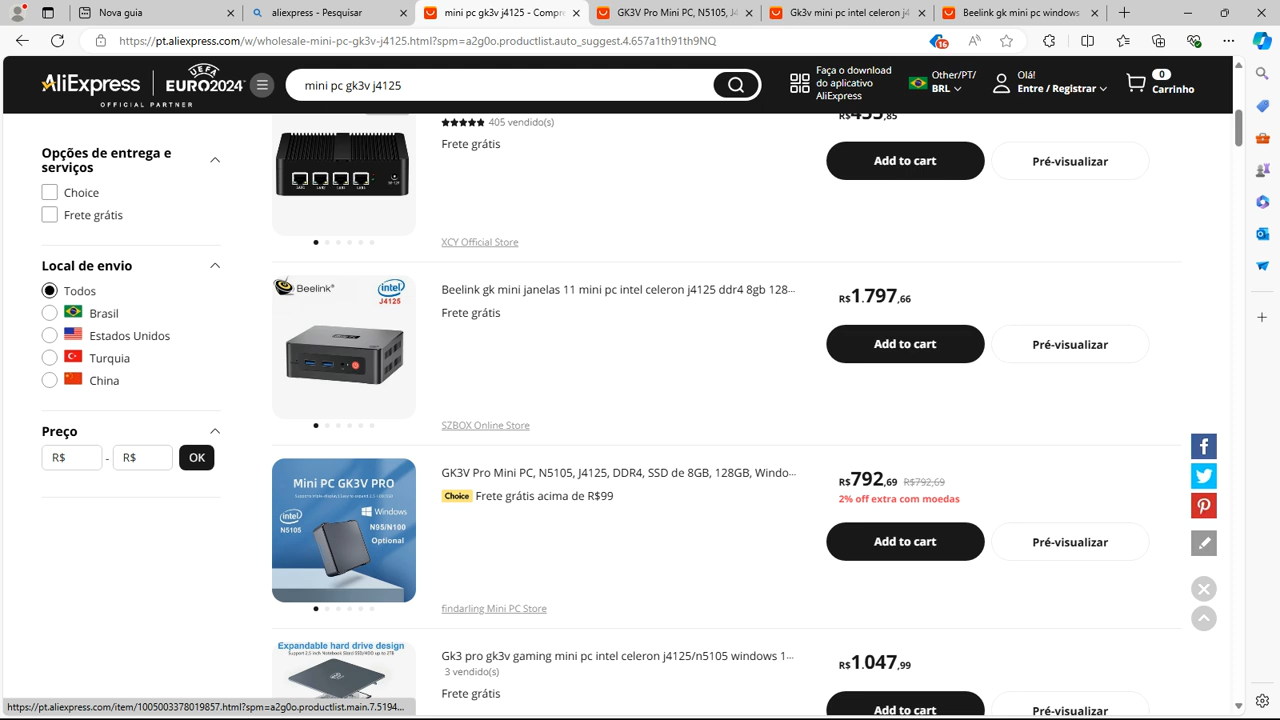 Nova guia
aliexpress - Pesquisar
mini pc gk3v j4125 - Compre
GK3V Pro Mini PC, N5105, J4
Gk3v mini pc intel celeron j4
Beelink gk mini pc windows
https://pt.aliexpress.com/w/wholesale-mini-pc-gk3v-j4125.html?spm=a2g0o.productlist.auto_suggest.4.657a1th91th9NQ
16
AliExpress
UEFA
EURO2024
OFFICIAL PARTNER
mini pc gk3v j4125
Faça o download
do aplicativo
AliExpress
Other/PT/
BRL
Olá!
Entre / Registrar
0
Carrinho
Opções de entrega e
serviços
Choice
Frete grátis
Local de envio
Todos
Brasil
Estados Unidos
Turquia
China
Preço
R$ - R$ OK
405 vendido(s)
Frete grátis
XCY Official Store
R$455,85
Add to cart
Pré-visualizar
Beelink
intel
J4125
Beelink gk mini janelas 11 mini pc intel celeron j4125 ddr4 8gb 128...
Frete grátis
SZBOX Online Store
R$1.797,66
Add to cart
Pré-visualizar
Mini PC GK3V PRO
intel
N5105
Windows
N95/N100
Optional
GK3V Pro Mini PC, N5105, J4125, DDR4, SSD de 8GB, 128GB, Windo...
Choice Frete grátis acima de R$99
findarling Mini PC Store
R$792,69 R$792,69
2% off extra com moedas
Add to cart
Pré-visualizar
Expandable hard drive design
Gk3 pro gk3v gaming mini pc intel celeron j4125/n5105 windows 1...
3 vendido(s)
Frete grátis
R$1.047,99
Add to cart
Pré-visualizar
https://pt.aliexpress.com/item/1005003378019857.html?spm=a2g0o.productlist.main.7.5194...